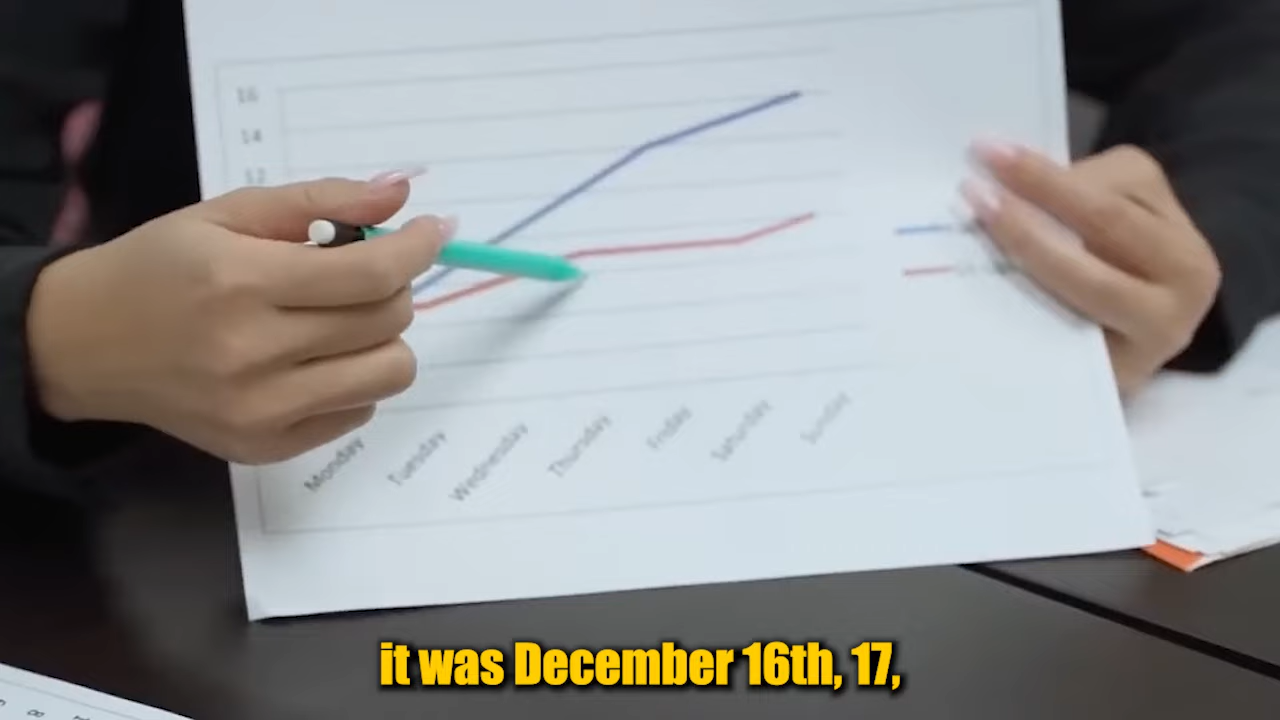 16
14
12
Monday
Tuesday
Wednesday
Thursday
Friday
Saturday
Sunday
it was December 16th, 17,